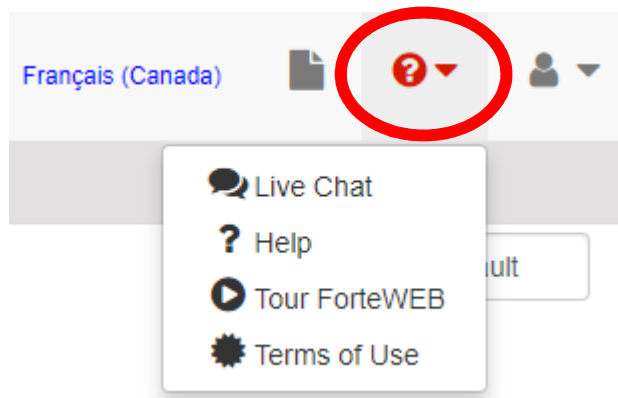 Français (Canada)
Live Chat
? Help
ult
Tour ForteWEB
Terms of Use